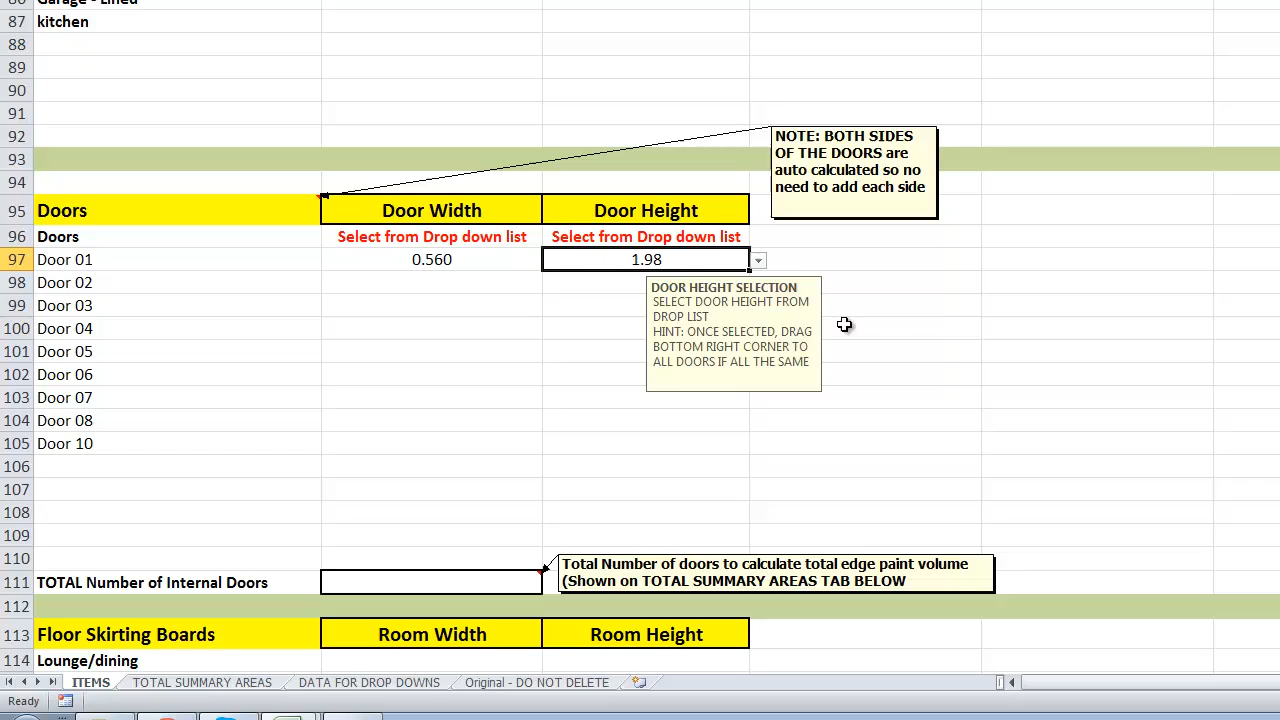 86 Garage - Lined
87 kitchen
88
89
90
91
92
93
94
NOTE: BOTH SIDES
OF THE DOORS are
auto calculated so no
need to add each side
95 Doors Door Width Door Height
96 Doors Select from Drop down list Select from Drop down list
97 Door 01 0.560 1.98
98 Door 02
99 Door 03
100 Door 04
101 Door 05
102 Door 06
103 Door 07
104 Door 08
105 Door 10
DOOR HEIGHT SELECTION
SELECT DOOR HEIGHT FROM
DROP LIST
HINT: ONCE SELECTED, DRAG
BOTTOM RIGHT CORNER TO
ALL DOORS IF ALL THE SAME
106
107
108
109
110
Total Number of doors to calculate total edge paint volume
(Shown on TOTAL SUMMARY AREAS TAB BELOW
111 TOTAL Number of Internal Doors
112
113 Floor Skirting Boards Room Width Room Height
114 Lounge/dining
ITEMS TOTAL SUMMARY AREAS DATA FOR DROP DOWNS Original - DO NOT DELETE
Ready